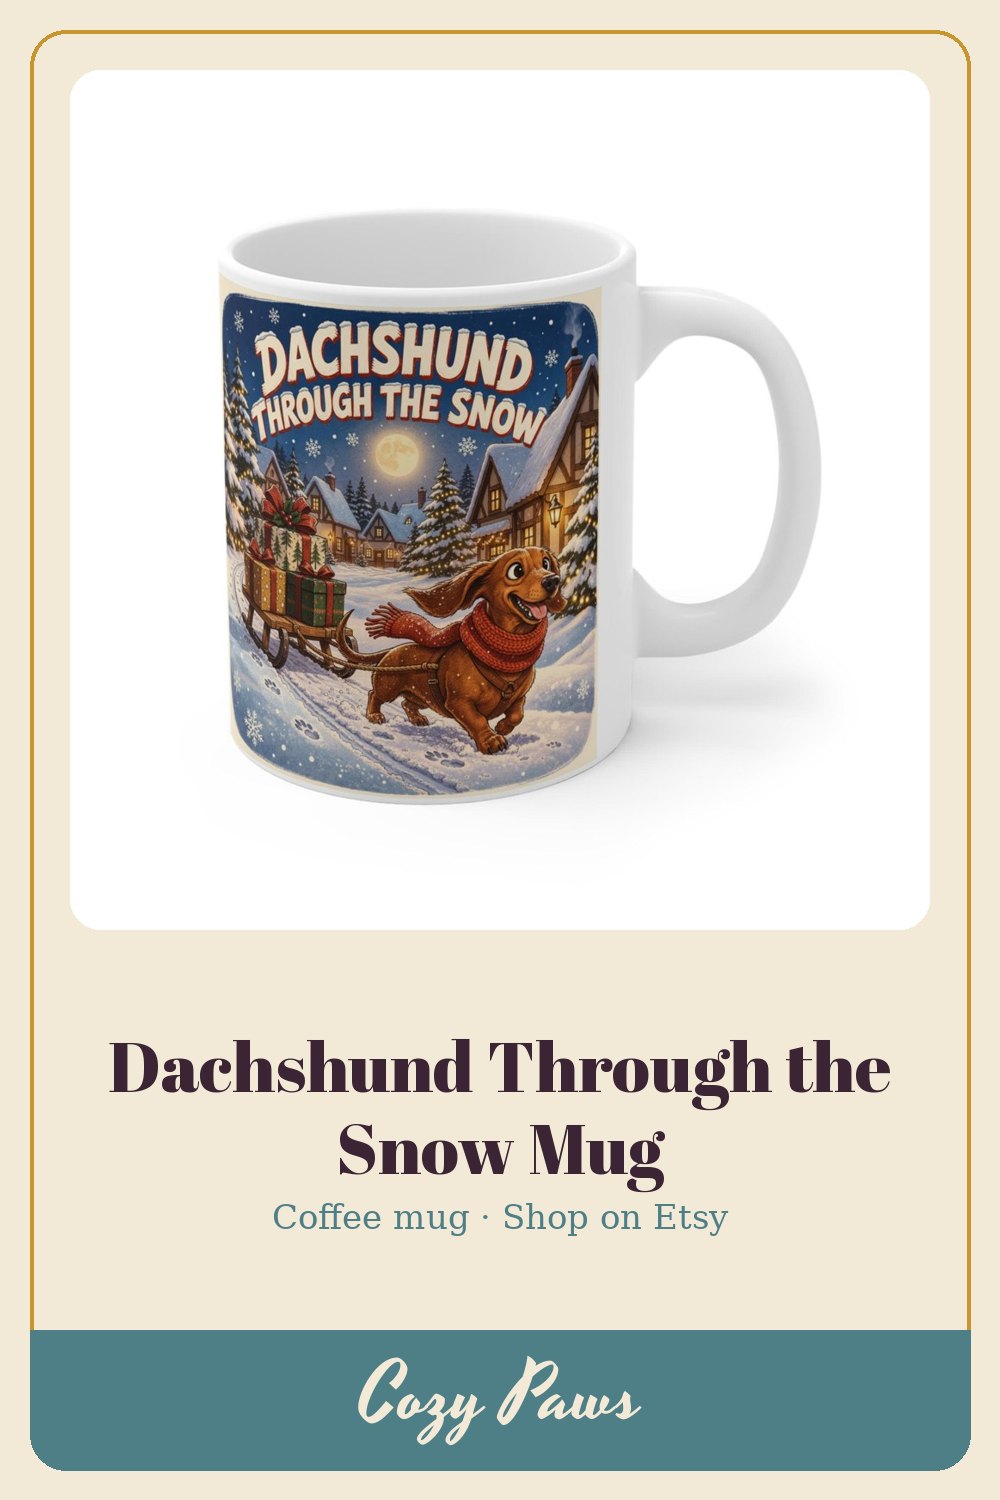 DACHSHUND
THROUGH THE SNOW
Dachshund Through the
Snow Mug
Coffee mug · Shop on Etsy
Cozy Paws